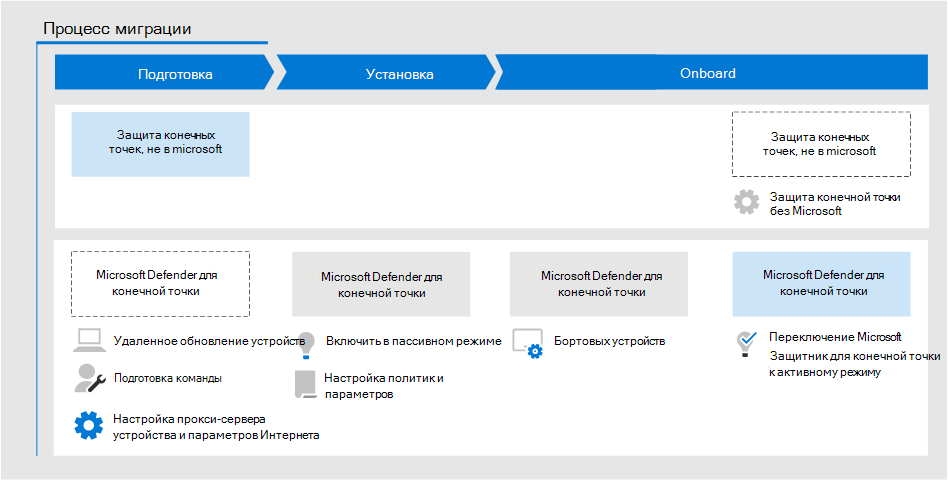 Процесс миграции
Подготовка
Установка
Onboard
Защита конечных
точек, не в microsoft
Защита конечных
точек, не в microsoft
Защита конечной точки
без Microsoft
Microsoft Defender для
конечной точки
Microsoft Defender для
конечной точки
Microsoft Defender для
конечной точки
Microsoft Defender для
конечной точки
Удаленное обновление устройств
Включить в пассивном режиме
Бортовых устройств
Переключение Microsoft
Защитник для конечной точки
к активному режиму
Подготовка команды
Настройка политик и
параметров
Настройка прокси-сервера
устройства и параметров Интернета